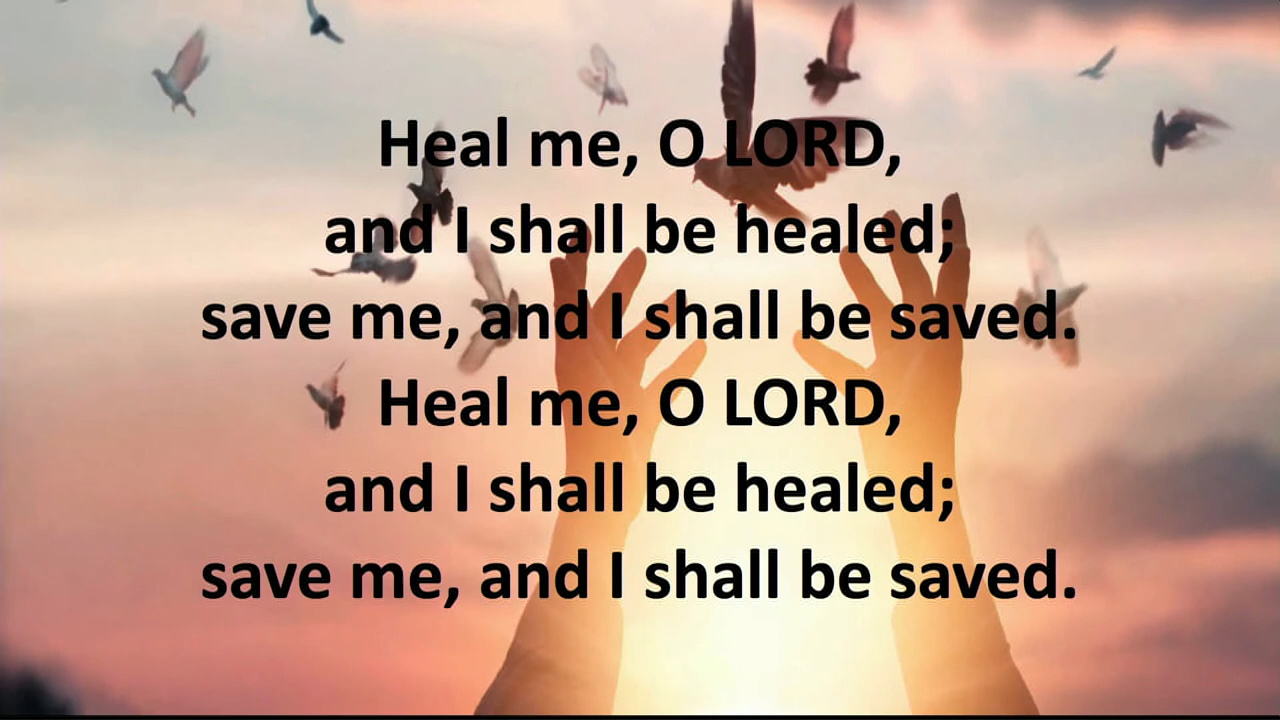 Heal me, O LORD,
and I shall be healed;
save me, and I shall be saved.
Heal me, O LORD,
and I shall be healed;
save me, and I shall be saved.